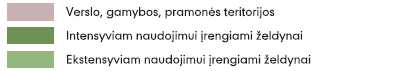 Verslo, gamybos, pramonės teritorijos
Intensyviam naudojimui įrengiami želdynai
Ekstensyviam naudojimui įrengiami želdynai